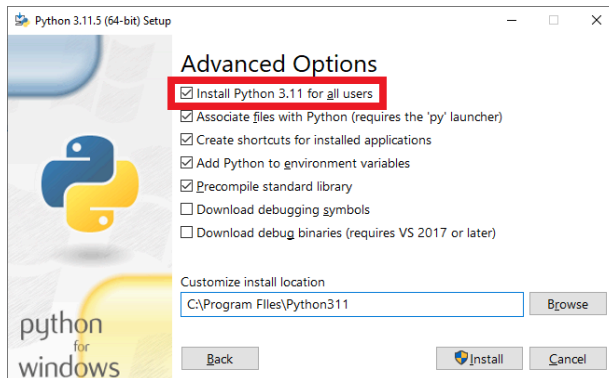 Python 3.11.5 (64-bit) Setup
Advanced Options
Install Python 3.11 for all users
Associate files with Python (requires the 'py' launcher)
Create shortcuts for installed applications
Add Python to environment variables
Precompile standard library
Download debugging symbols
Download debug binaries (requires VS 2017 or later)
Customize install location
C:\Program FIles\Python311
Browse
python
for
windows
Back
Install
Cancel